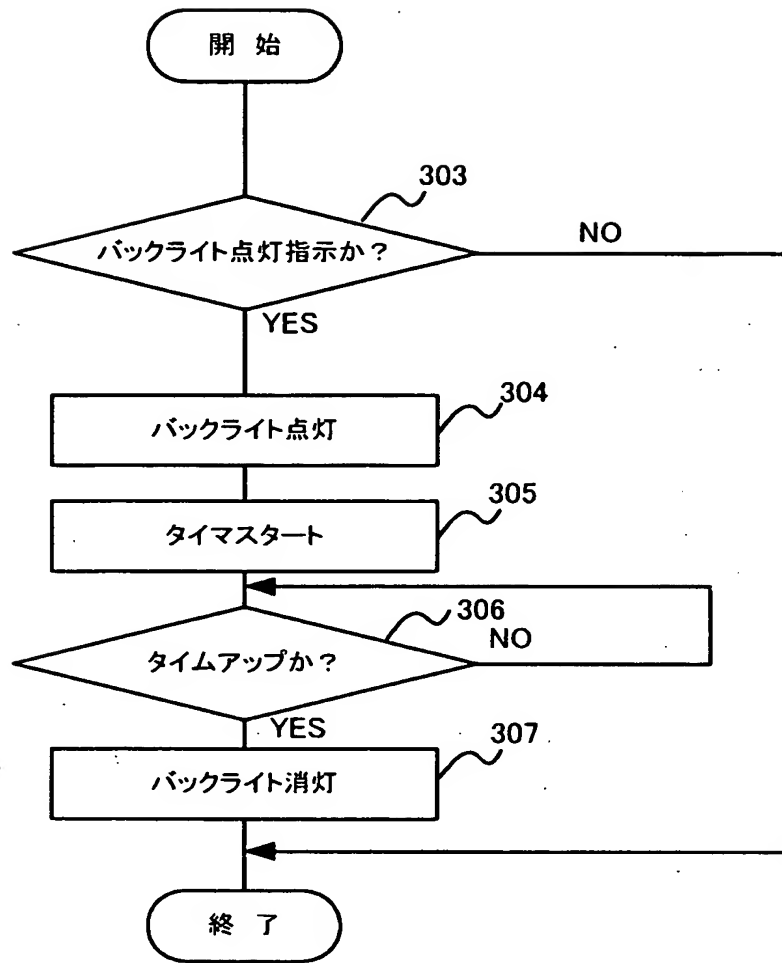 開始
303
バックライト点灯指示か?
NO
YES
304
バックライト点灯
305
タイマスタート
306
タイムアップか?
NO
YES
307
バックライト消灯
終了